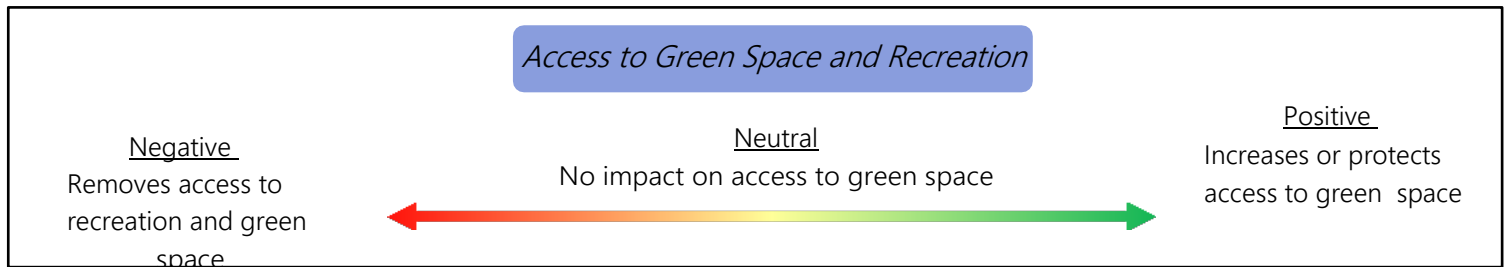 Access to Green Space and Recreation
Negative
Removes access to
recreation and green
space
Neutral
No impact on access to green space
Positive
Increases or protects
access to green space